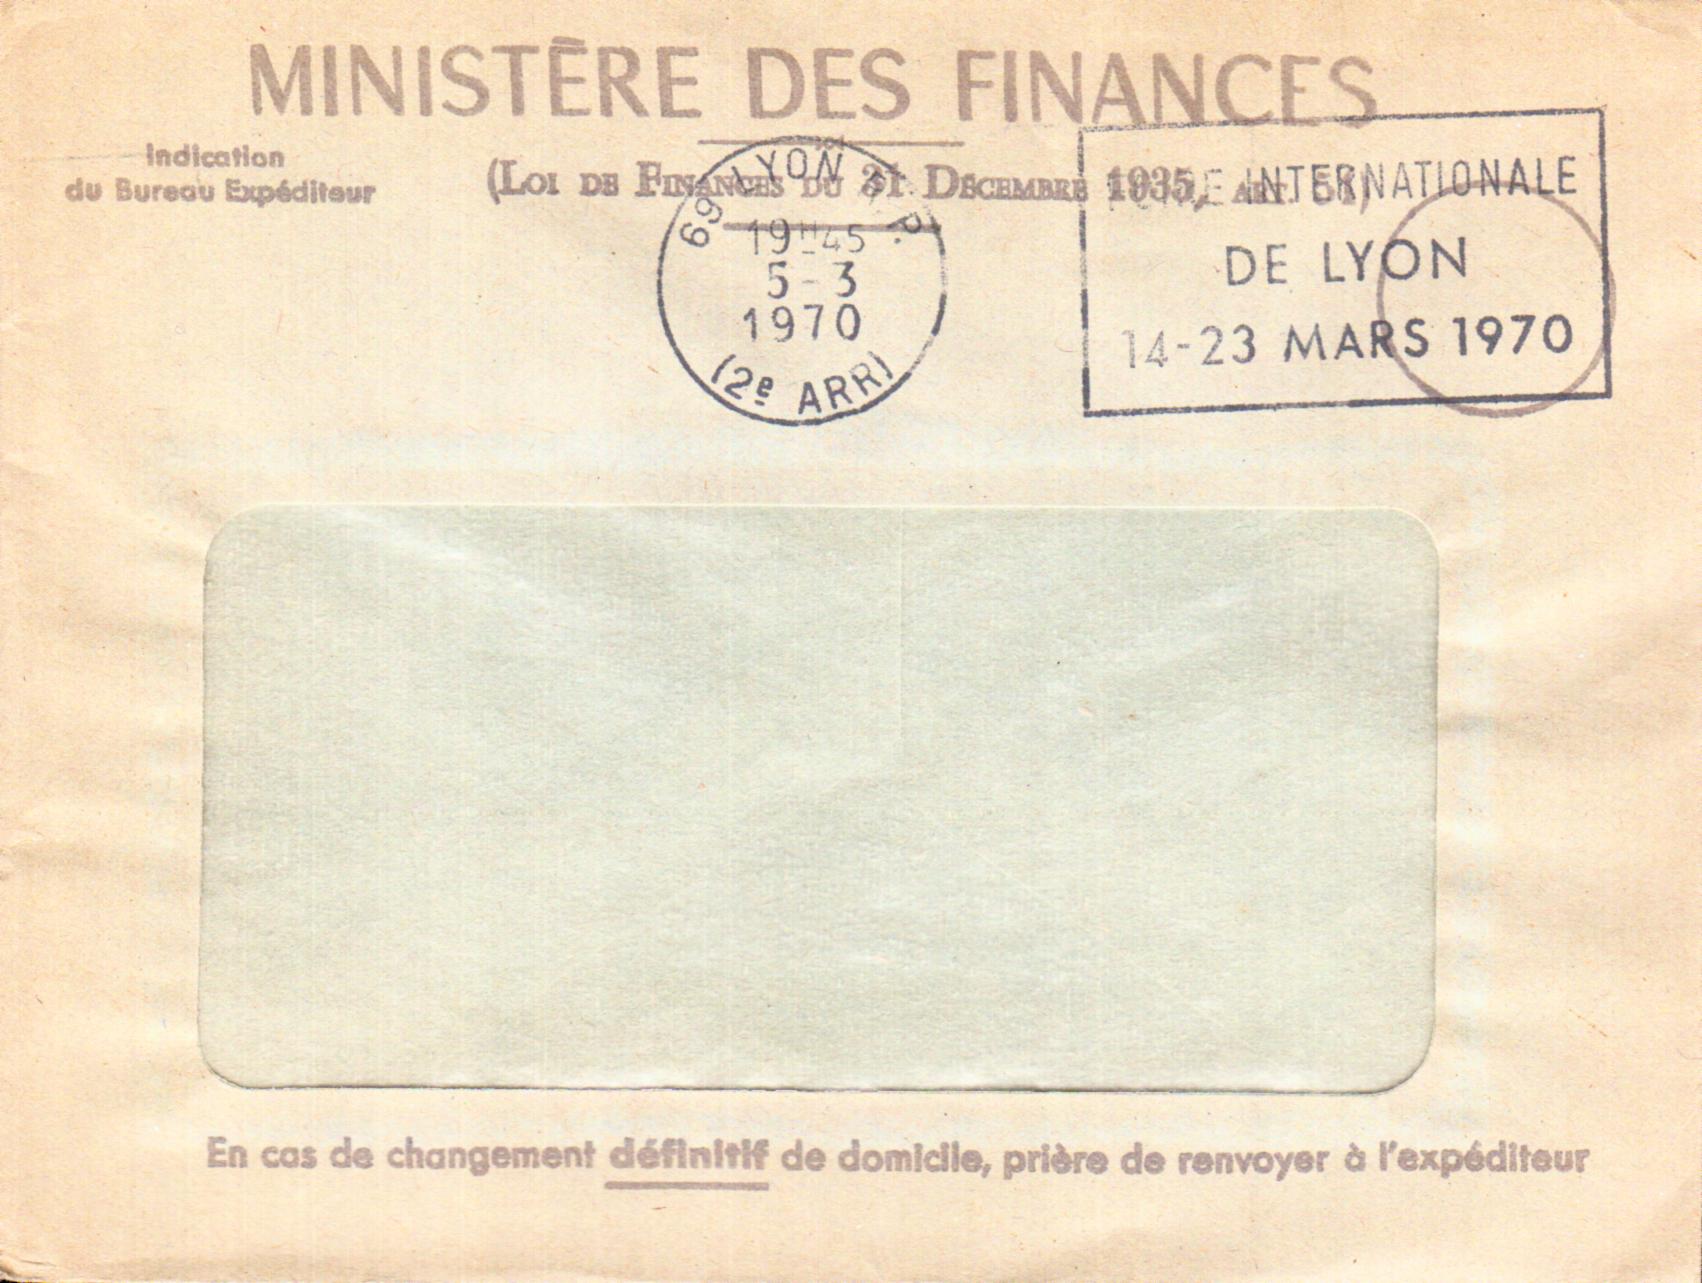 MINISTÈRE DES FINANCES
Indication
du Bureau Expéditeur
(LOI DE FINANCES DU 31 DÉCEMBRE 1935, ART. 51)
69 LYON R.P.
19H45
5-3
1970
(2e ARR)
FOIRE INTERNATIONALE
DE LYON
14-23 MARS 1970
En cas de changement définitif de domicile, prière de renvoyer à l'expéditeur